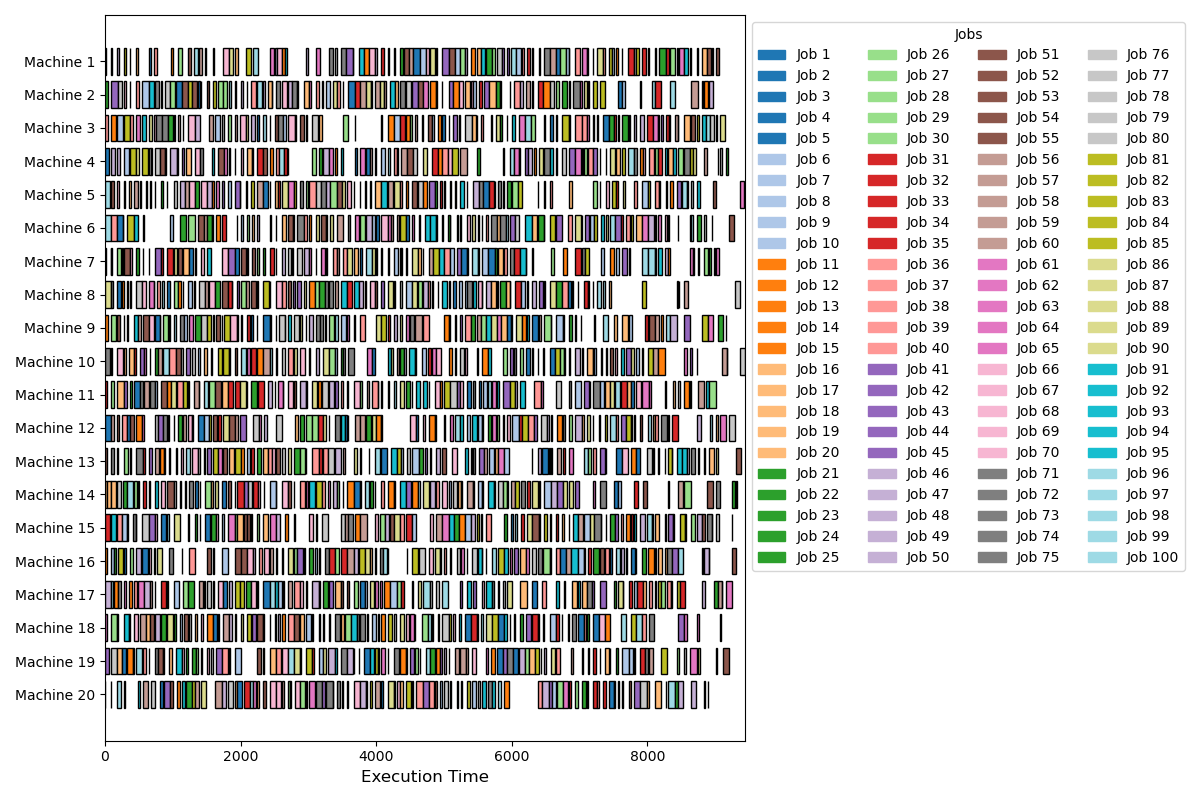 Machine 1
Machine 2
Machine 3
Machine 4
Machine 5
Machine 6
Machine 7
Machine 8
Machine 9
Machine 10
Machine 11
Machine 12
Machine 13
Machine 14
Machine 15
Machine 16
Machine 17
Machine 18
Machine 19
Machine 20
0 2000 4000 6000 8000
Execution Time
Jobs
Job 1 Job 26 Job 51 Job 76
Job 2 Job 27 Job 52 Job 77
Job 3 Job 28 Job 53 Job 78
Job 4 Job 29 Job 54 Job 79
Job 5 Job 30 Job 55 Job 80
Job 6 Job 31 Job 56 Job 81
Job 7 Job 32 Job 57 Job 82
Job 8 Job 33 Job 58 Job 83
Job 9 Job 34 Job 59 Job 84
Job 10 Job 35 Job 60 Job 85
Job 11 Job 36 Job 61 Job 86
Job 12 Job 37 Job 62 Job 87
Job 13 Job 38 Job 63 Job 88
Job 14 Job 39 Job 64 Job 89
Job 15 Job 40 Job 65 Job 90
Job 16 Job 41 Job 66 Job 91
Job 17 Job 42 Job 67 Job 92
Job 18 Job 43 Job 68 Job 93
Job 19 Job 44 Job 69 Job 94
Job 20 Job 45 Job 70 Job 95
Job 21 Job 46 Job 71 Job 96
Job 22 Job 47 Job 72 Job 97
Job 23 Job 48 Job 73 Job 98
Job 24 Job 49 Job 74 Job 99
Job 25 Job 50 Job 75 Job 100